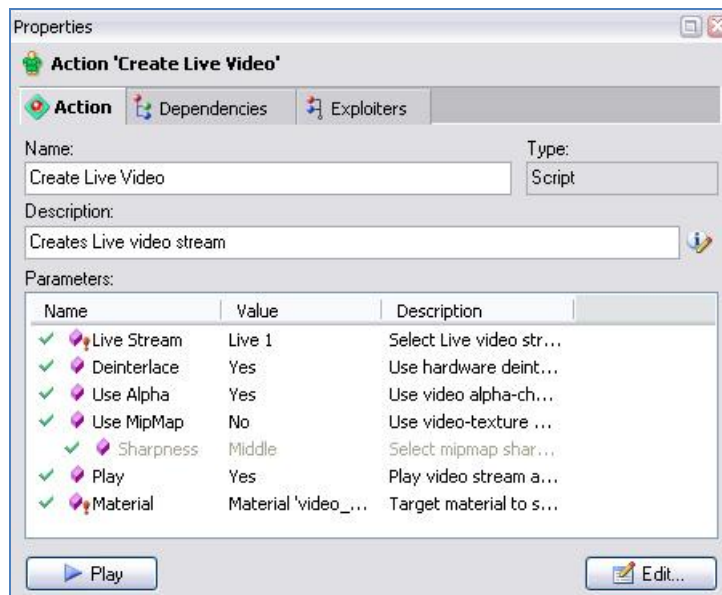 Properties
Action 'Create Live Video'
Action Dependencies Exploiters
Name: Type:
Create Live Video Script
Description:
Creates Live video stream
Parameters:
Name Value Description
Live Stream Live 1 Select Live video str...
Deinterlace Yes Use hardware deint...
Use Alpha Yes Use video alpha-ch...
Use MipMap No Use video-texture ...
Sharpness Middle Select mipmap shar...
Play Yes Play video stream a...
Material Material 'video_... Target material to s...
Play Edit...